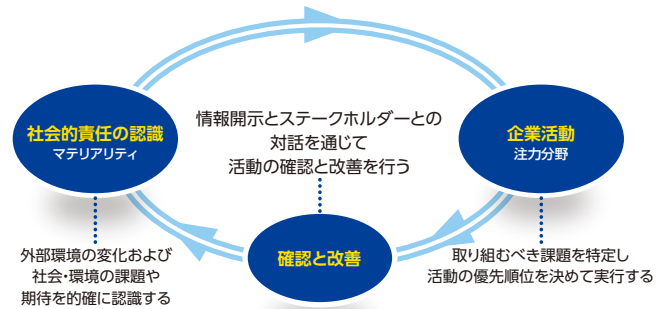 社会的責任の認識
マテリアリティ
外部環境の変化および
社会・環境の課題や
期待を的確に認識する
情報開示とステークホルダーとの
対話を通じて
活動の確認と改善を行う
確認と改善
企業活動
注力分野
取り組むべき課題を特定し
活動の優先順位を決めて実行する